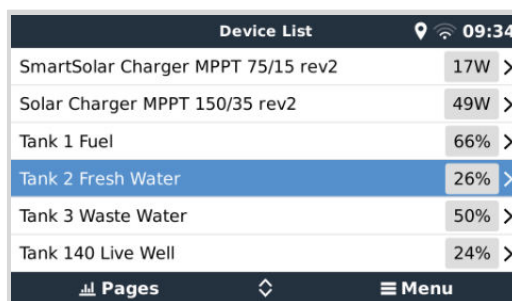 Device List 09:34
SmartSolar Charger MPPT 75/15 rev2 17W
Solar Charger MPPT 150/35 rev2 49W
Tank 1 Fuel 66%
Tank 2 Fresh Water 26%
Tank 3 Waste Water 50%
Tank 140 Live Well 24%
Pages Menu